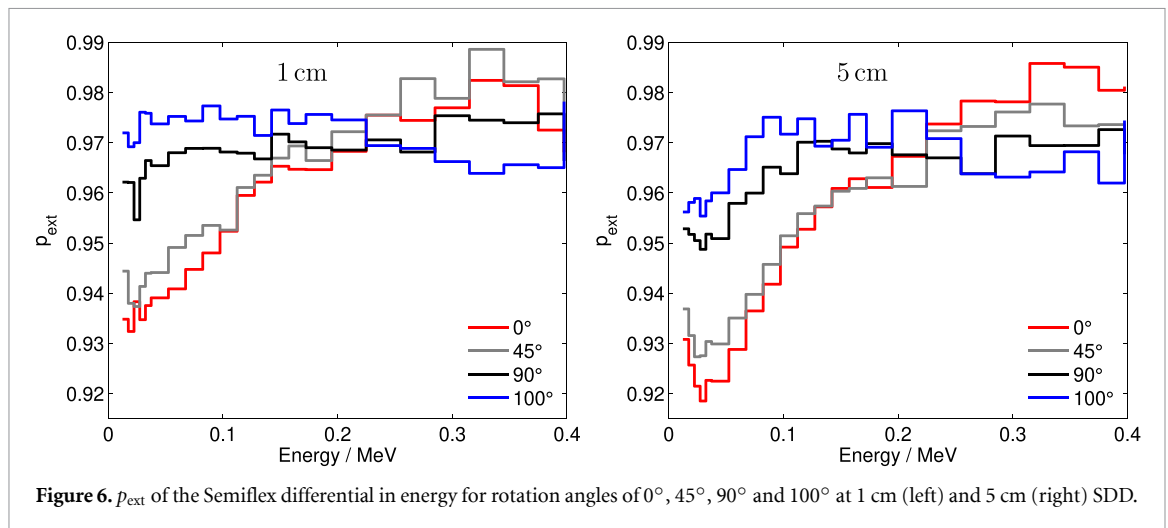 0.99
0.98
0.97
0.96
0.95
0.94
0.93
0.92
p_ext
1 cm
0°
45°
90°
100°
0 0.1 0.2 0.3 0.4
Energy / MeV
0.99
0.98
0.97
0.96
0.95
0.94
0.93
0.92
p_ext
5 cm
0°
45°
90°
100°
0 0.1 0.2 0.3 0.4
Energy / MeV
Figure 6. p_ext of the Semiflex differential in energy for rotation angles of 0°, 45°, 90° and 100° at 1 cm (left) and 5 cm (right) SDD.